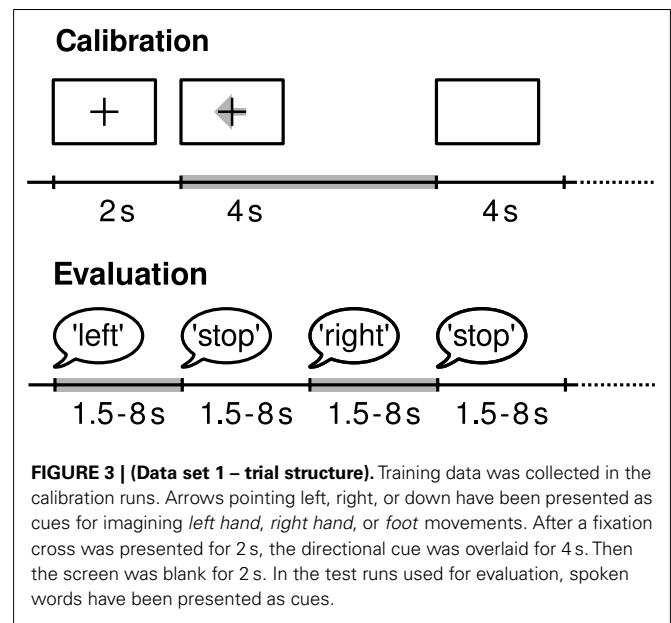 Calibration
2 s 4 s 4 s
Evaluation
'left' 'stop' 'right' 'stop'
1.5-8 s 1.5-8 s 1.5-8 s 1.5-8 s
FIGURE 3 | (Data set 1 – trial structure). Training data was collected in the
calibration runs. Arrows pointing left, right, or down have been presented as
cues for imagining left hand, right hand, or foot movements. After a fixation
cross was presented for 2 s, the directional cue was overlaid for 4 s. Then
the screen was blank for 2 s. In the test runs used for evaluation, spoken
words have been presented as cues.